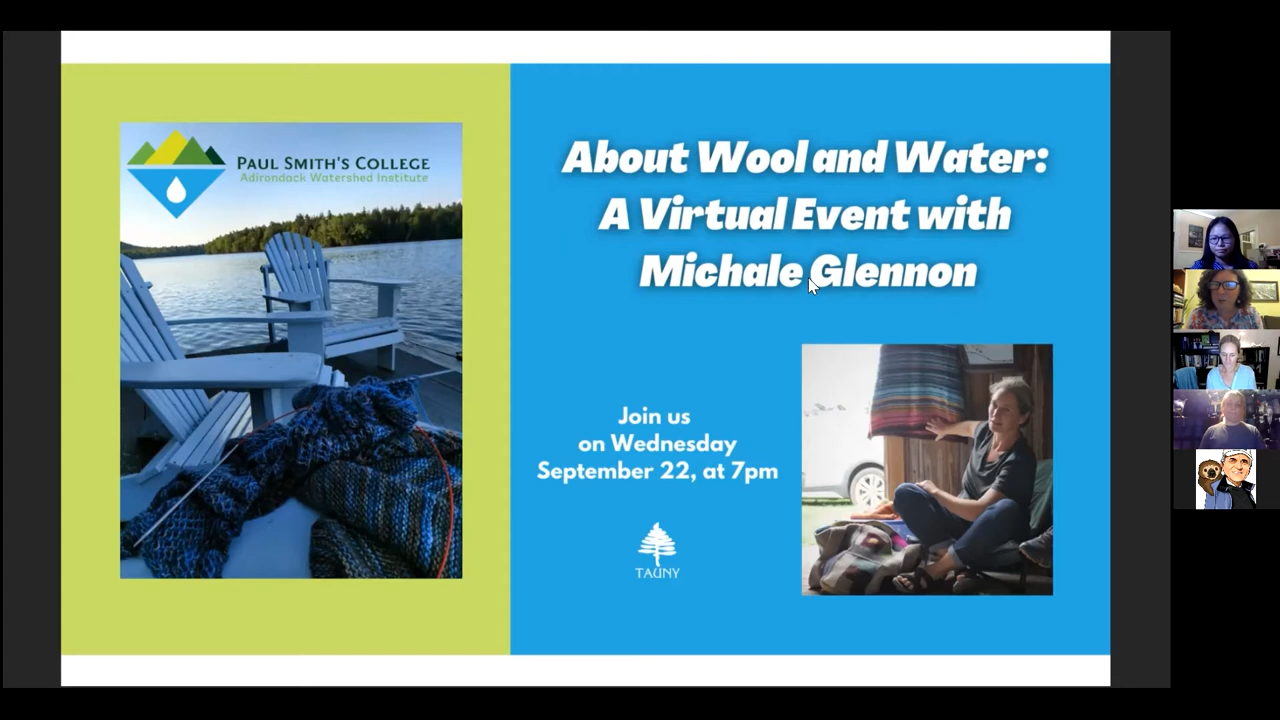 PAUL SMITH'S COLLEGE
Adirondack Watershed Institute
About Wool and Water:
A Virtual Event with
Michale Glennon
Join us
on Wednesday
September 22, at 7pm
TAUNY